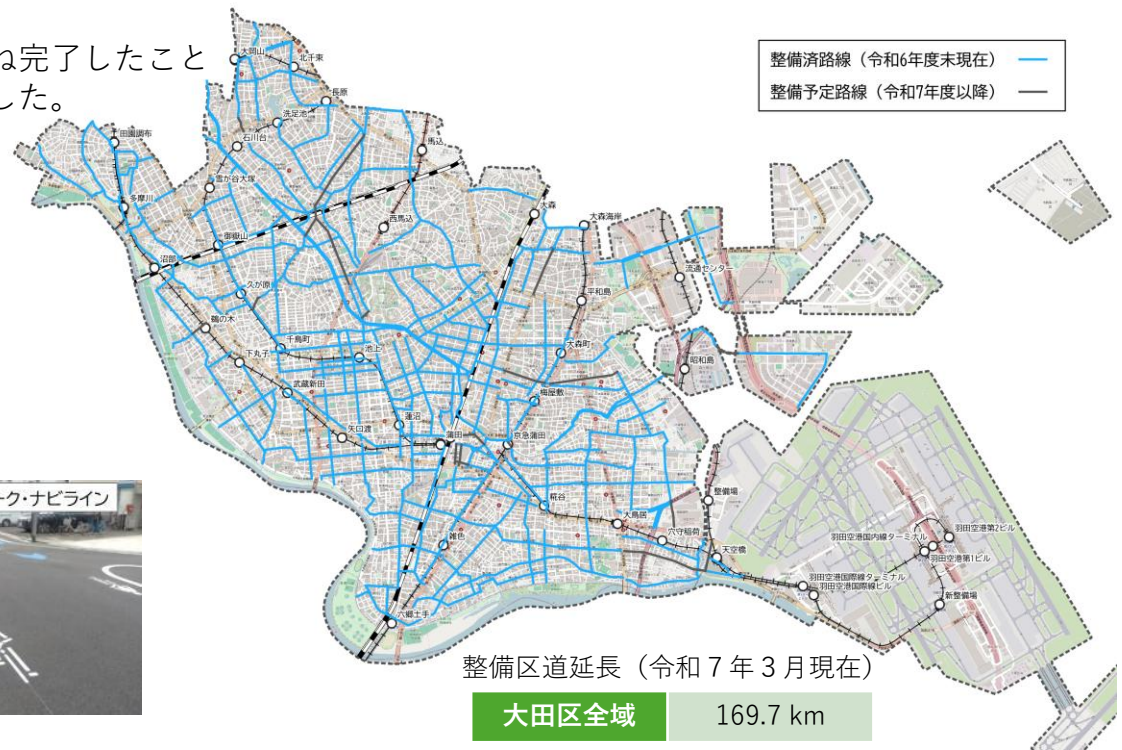 ね完了したこと
した。
整備済路線（令和6年度末現在）
整備予定路線（令和7年度以降）
大岡山
北千束
長原
洗足池
田園調布
石川台
馬込
雪が谷大塚
多摩川
西馬込
大森
大森海岸
御嶽山
沼部
流通センター
久が原
平和島
鵜の木
千鳥町
池上
大森町
下丸子
昭和島
武蔵新田
梅屋敷
蓮沼
矢口渡
蒲田
京急蒲田
整備場
糀谷
大鳥居
穴守稲荷
雑色
天空橋
羽田空港第2ビル
羽田空港国内線ターミナル
羽田空港第1ビル
羽田空港国際線ターミナル
羽田空港国際線ビル
新整備場
六郷土手
ーク・ナビライン
整備区道延長（令和７年３月現在）
大田区全域 169.7 km